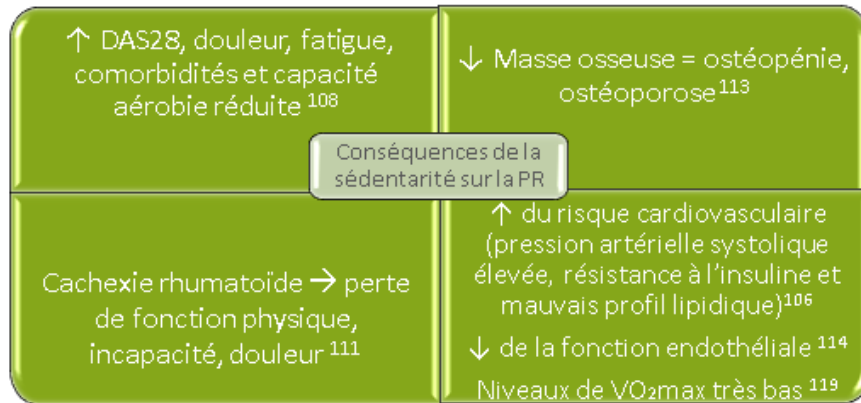 ↑ DAS28, douleur, fatigue,
comorbidités et capacité
aérobie réduite ¹⁰⁸
↓ Masse osseuse = ostéopénie,
ostéoporose¹¹³
Conséquences de la
sédentarité sur la PR
Cachexie rhumatoïde → perte
de fonction physique,
incapacité, douleur ¹¹¹
↑ du risque cardiovasculaire
(pression artérielle systolique
élevée, résistance à l'insuline et
mauvais profil lipidique)¹⁰⁶
↓ de la fonction endothéliale ¹¹⁴
Niveaux de VO₂max très bas ¹¹⁹